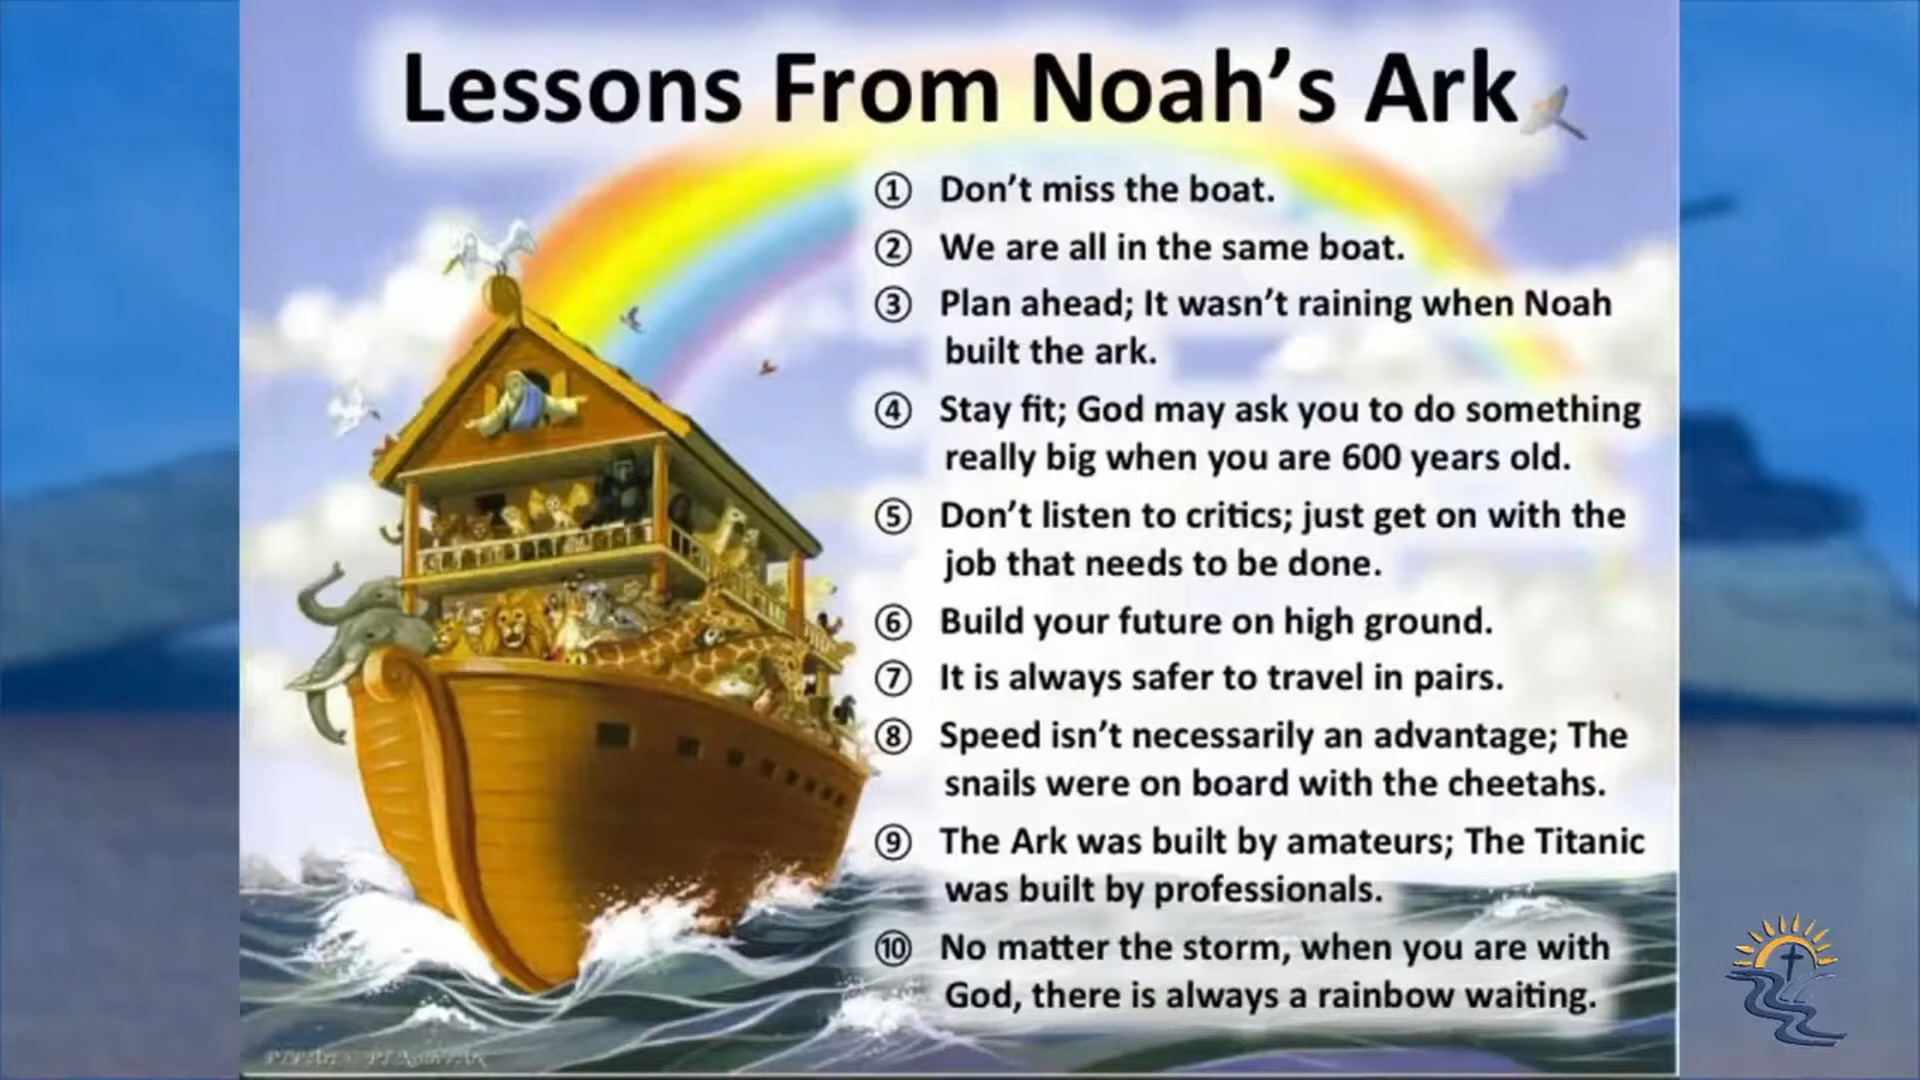 Lessons From Noah's Ark
① Don't miss the boat.
② We are all in the same boat.
③ Plan ahead; It wasn't raining when Noah
built the ark.
④ Stay fit; God may ask you to do something
really big when you are 600 years old.
⑤ Don't listen to critics; just get on with the
job that needs to be done.
⑥ Build your future on high ground.
⑦ It is always safer to travel in pairs.
⑧ Speed isn't necessarily an advantage; The
snails were on board with the cheetahs.
⑨ The Ark was built by amateurs; The Titanic
was built by professionals.
⑩ No matter the storm, when you are with
God, there is always a rainbow waiting.